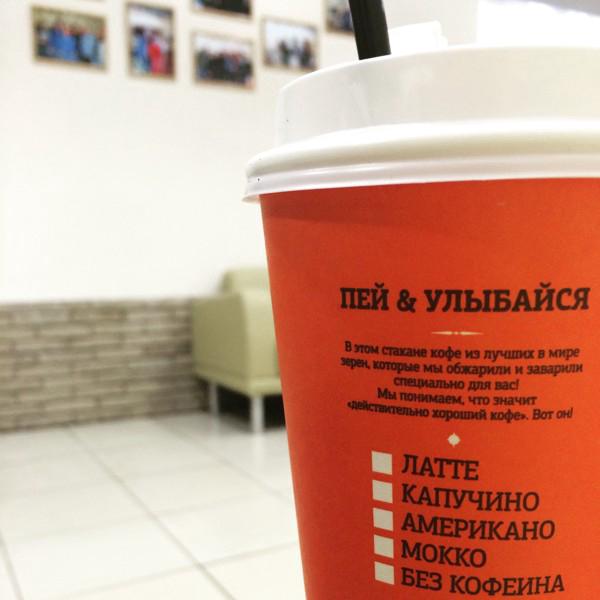 ПЕЙ & УЛЫБАЙСЯ
В этом стакане кофе из лучших в мире
зерен, которые мы обжарили и заварили
специально для вас!
Мы понимаем, что значит
«действительно хороший кофе». Вот он!
ЛАТТЕ
КАПУЧИНО
АМЕРИКАНО
МОККО
БЕЗ КОФЕИНА